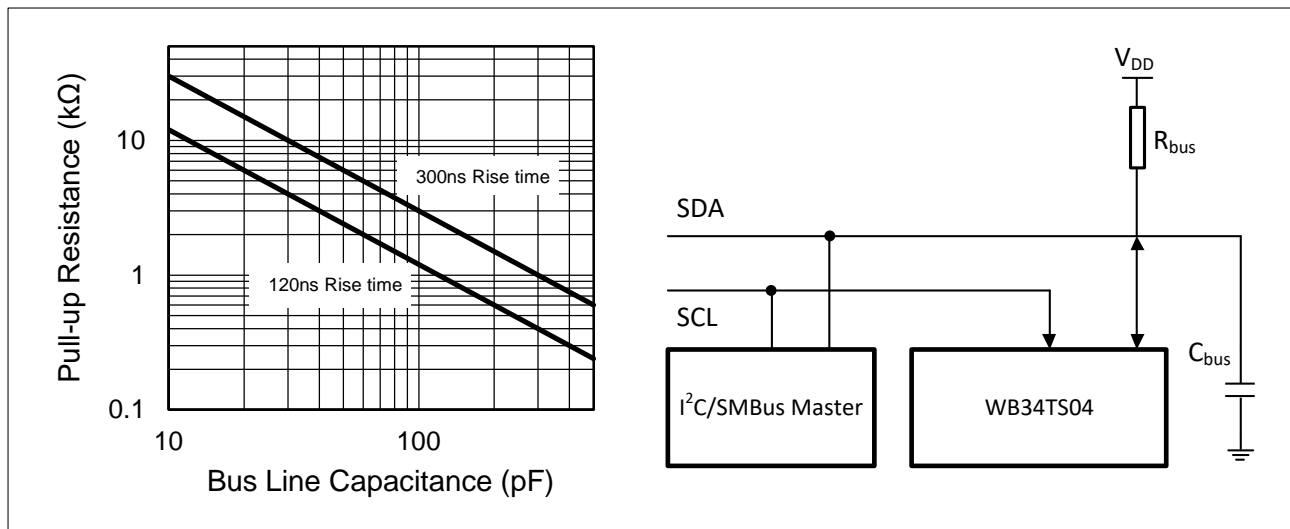 Pull-up Resistance (kΩ)
10
1
0.1
300ns Rise time
120ns Rise time
10
100
Bus Line Capacitance (pF)
VDD
Rbus
SDA
SCL
I²C/SMBus Master
WB34TS04
Cbus